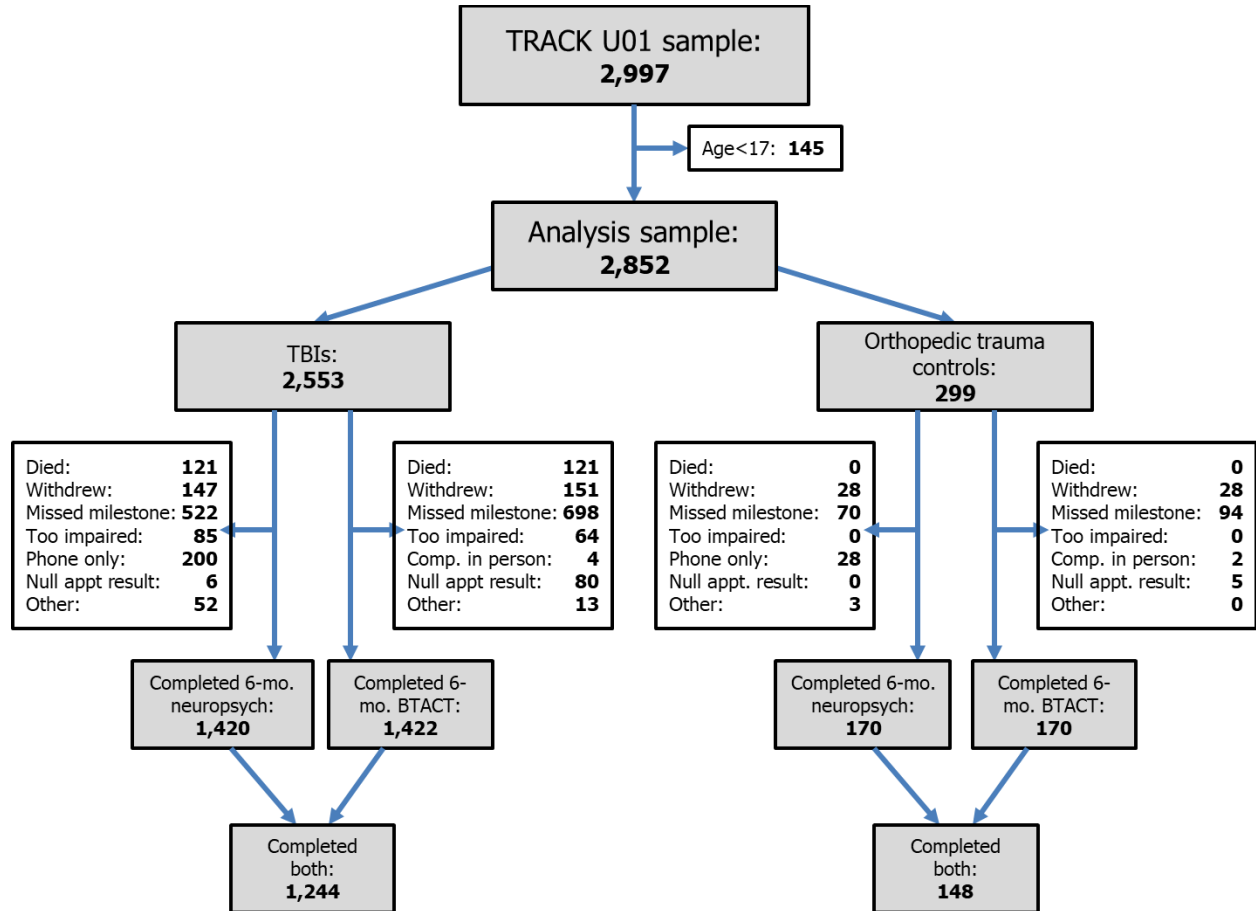 TRACK U01 sample:
2,997
Age<17: 145
Analysis sample:
2,852
TBIs:
2,553
Orthopedic trauma
controls:
299
Died: 121
Withdrew: 147
Missed milestone: 522
Too impaired: 85
Phone only: 200
Null appt result: 6
Other: 52
Died: 121
Withdrew: 151
Missed milestone: 698
Too impaired: 64
Comp. in person: 4
Null appt result: 80
Other: 13
Died: 0
Withdrew: 28
Missed milestone: 70
Too impaired: 0
Phone only: 28
Null appt. result: 0
Other: 3
Died: 0
Withdrew: 28
Missed milestone: 94
Too impaired: 0
Comp. in person: 2
Null appt. result: 5
Other: 0
Completed 6-mo.
neuropsych:
1,420
Completed 6-
mo. BTACT:
1,422
Completed 6-mo.
neuropsych:
170
Completed 6-
mo. BTACT:
170
Completed
both:
1,244
Completed
both:
148